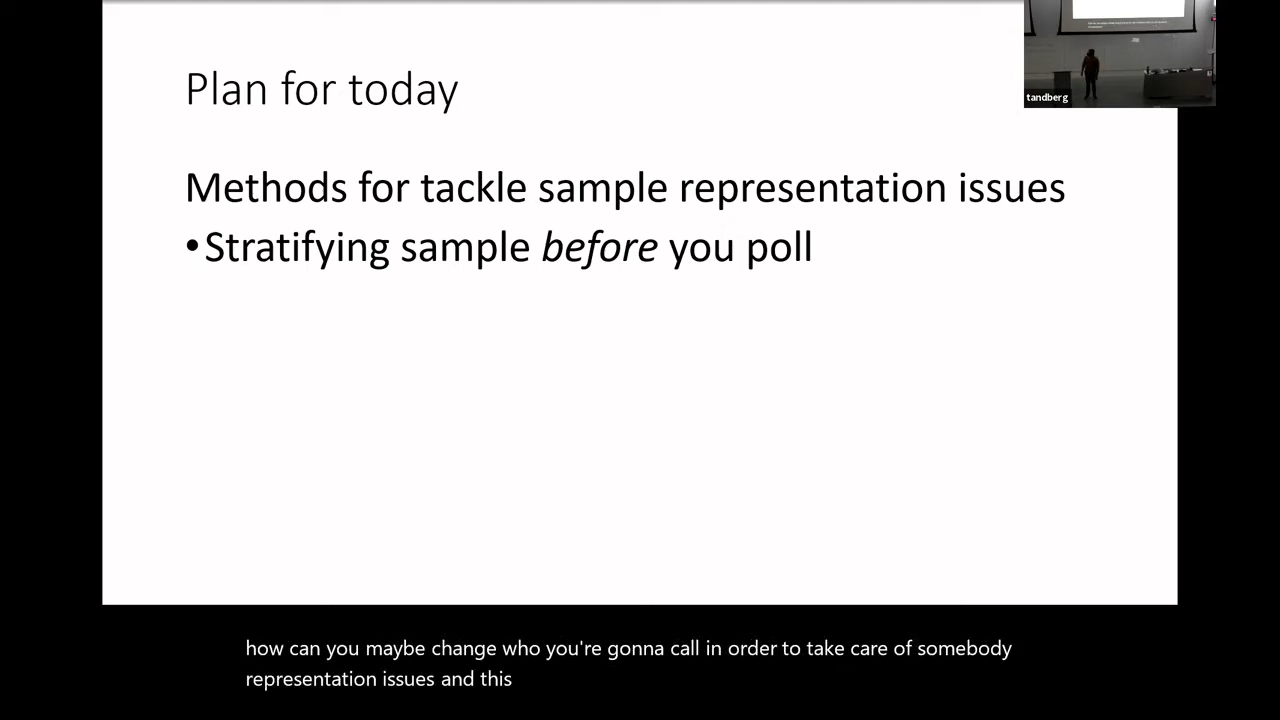 Plan for today
Methods for tackle sample representation issues
•Stratifying sample before you poll
tandberg
how can you maybe change who you're gonna call in order to take care of somebody
representation issues and this